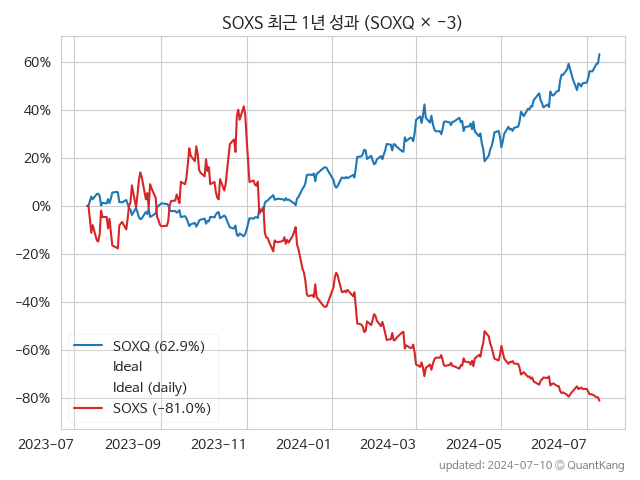 SOXS 최근 1년 성과 (SOXQ × −3)
60%
40%
20%
0%
−20%
−40%
−60%
−80%
SOXQ (62.9%)
Ideal
Ideal (daily)
SOXS (−81.0%)
2023-07
2023-09
2023-11
2024-01
2024-03
2024-05
2024-07
updated: 2024-07-10 © QuantKang